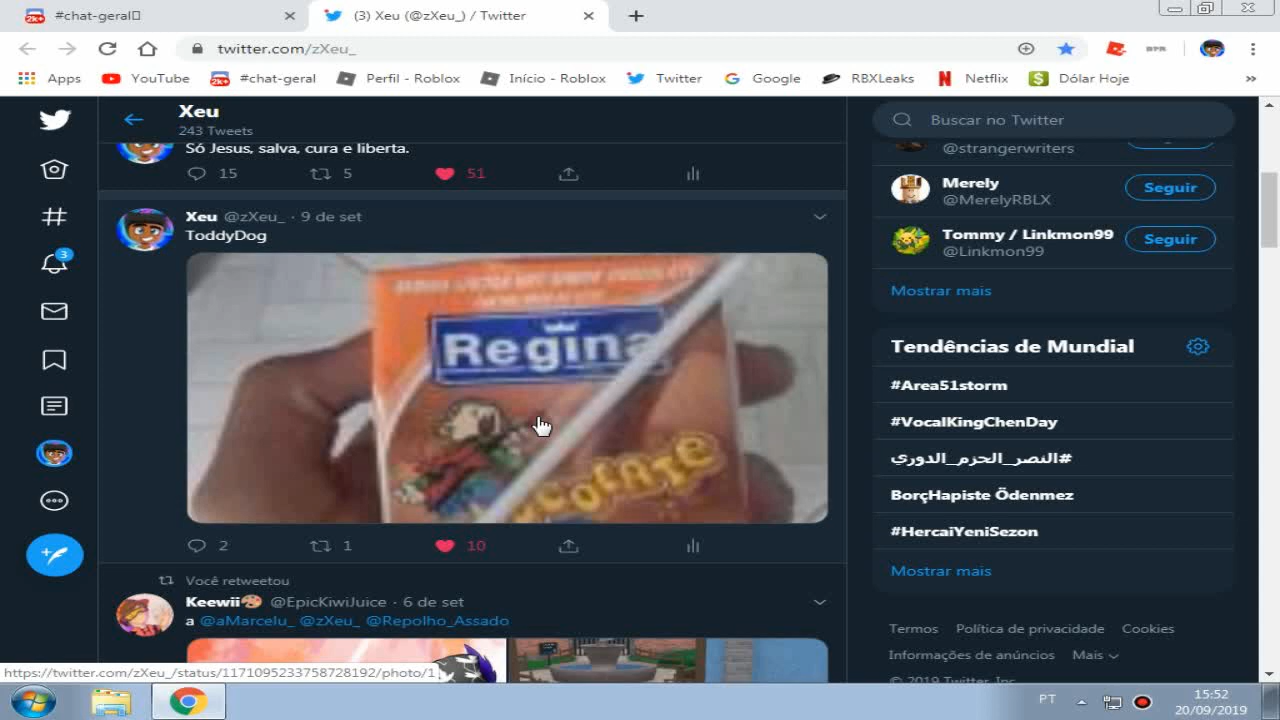 #chat-geral
(3) Xeu (@zXeu_) / Twitter
twitter.com/zXeu_
Apps
YouTube
#chat-geral
Perfil - Roblox
Início - Roblox
Twitter
Google
RBXLeaks
Netflix
Dólar Hoje
»
Xeu
243 Tweets
Só Jesus, salva, cura e liberta.
15
5
51
Xeu @zXeu_ · 9 de set
ToddyDog
Regina
2
1
10
Você retweetou
Keewii @EpicKiwiJuice · 6 de set
a @aMarcelu_ @zXeu_ @Repolho_Assado
3
Buscar no Twitter
@strangerwriters
Merely
@MerelyRBLX
Seguir
Tommy / Linkmon99
@Linkmon99
Seguir
Mostrar mais
Tendências de Mundial
#Area51storm
#VocalKingChenDay
#النصر_الحزم_الدوري
BorçHapiste Ödenmez
#HercaiYeniSezon
Mostrar mais
Termos Política de privacidade Cookies
Informações de anúncios Mais
© 2019 Twitter, Inc.
https://twitter.com/zXeu_/status/1171095233758728192/photo/1
PT
15:52
20/09/2019